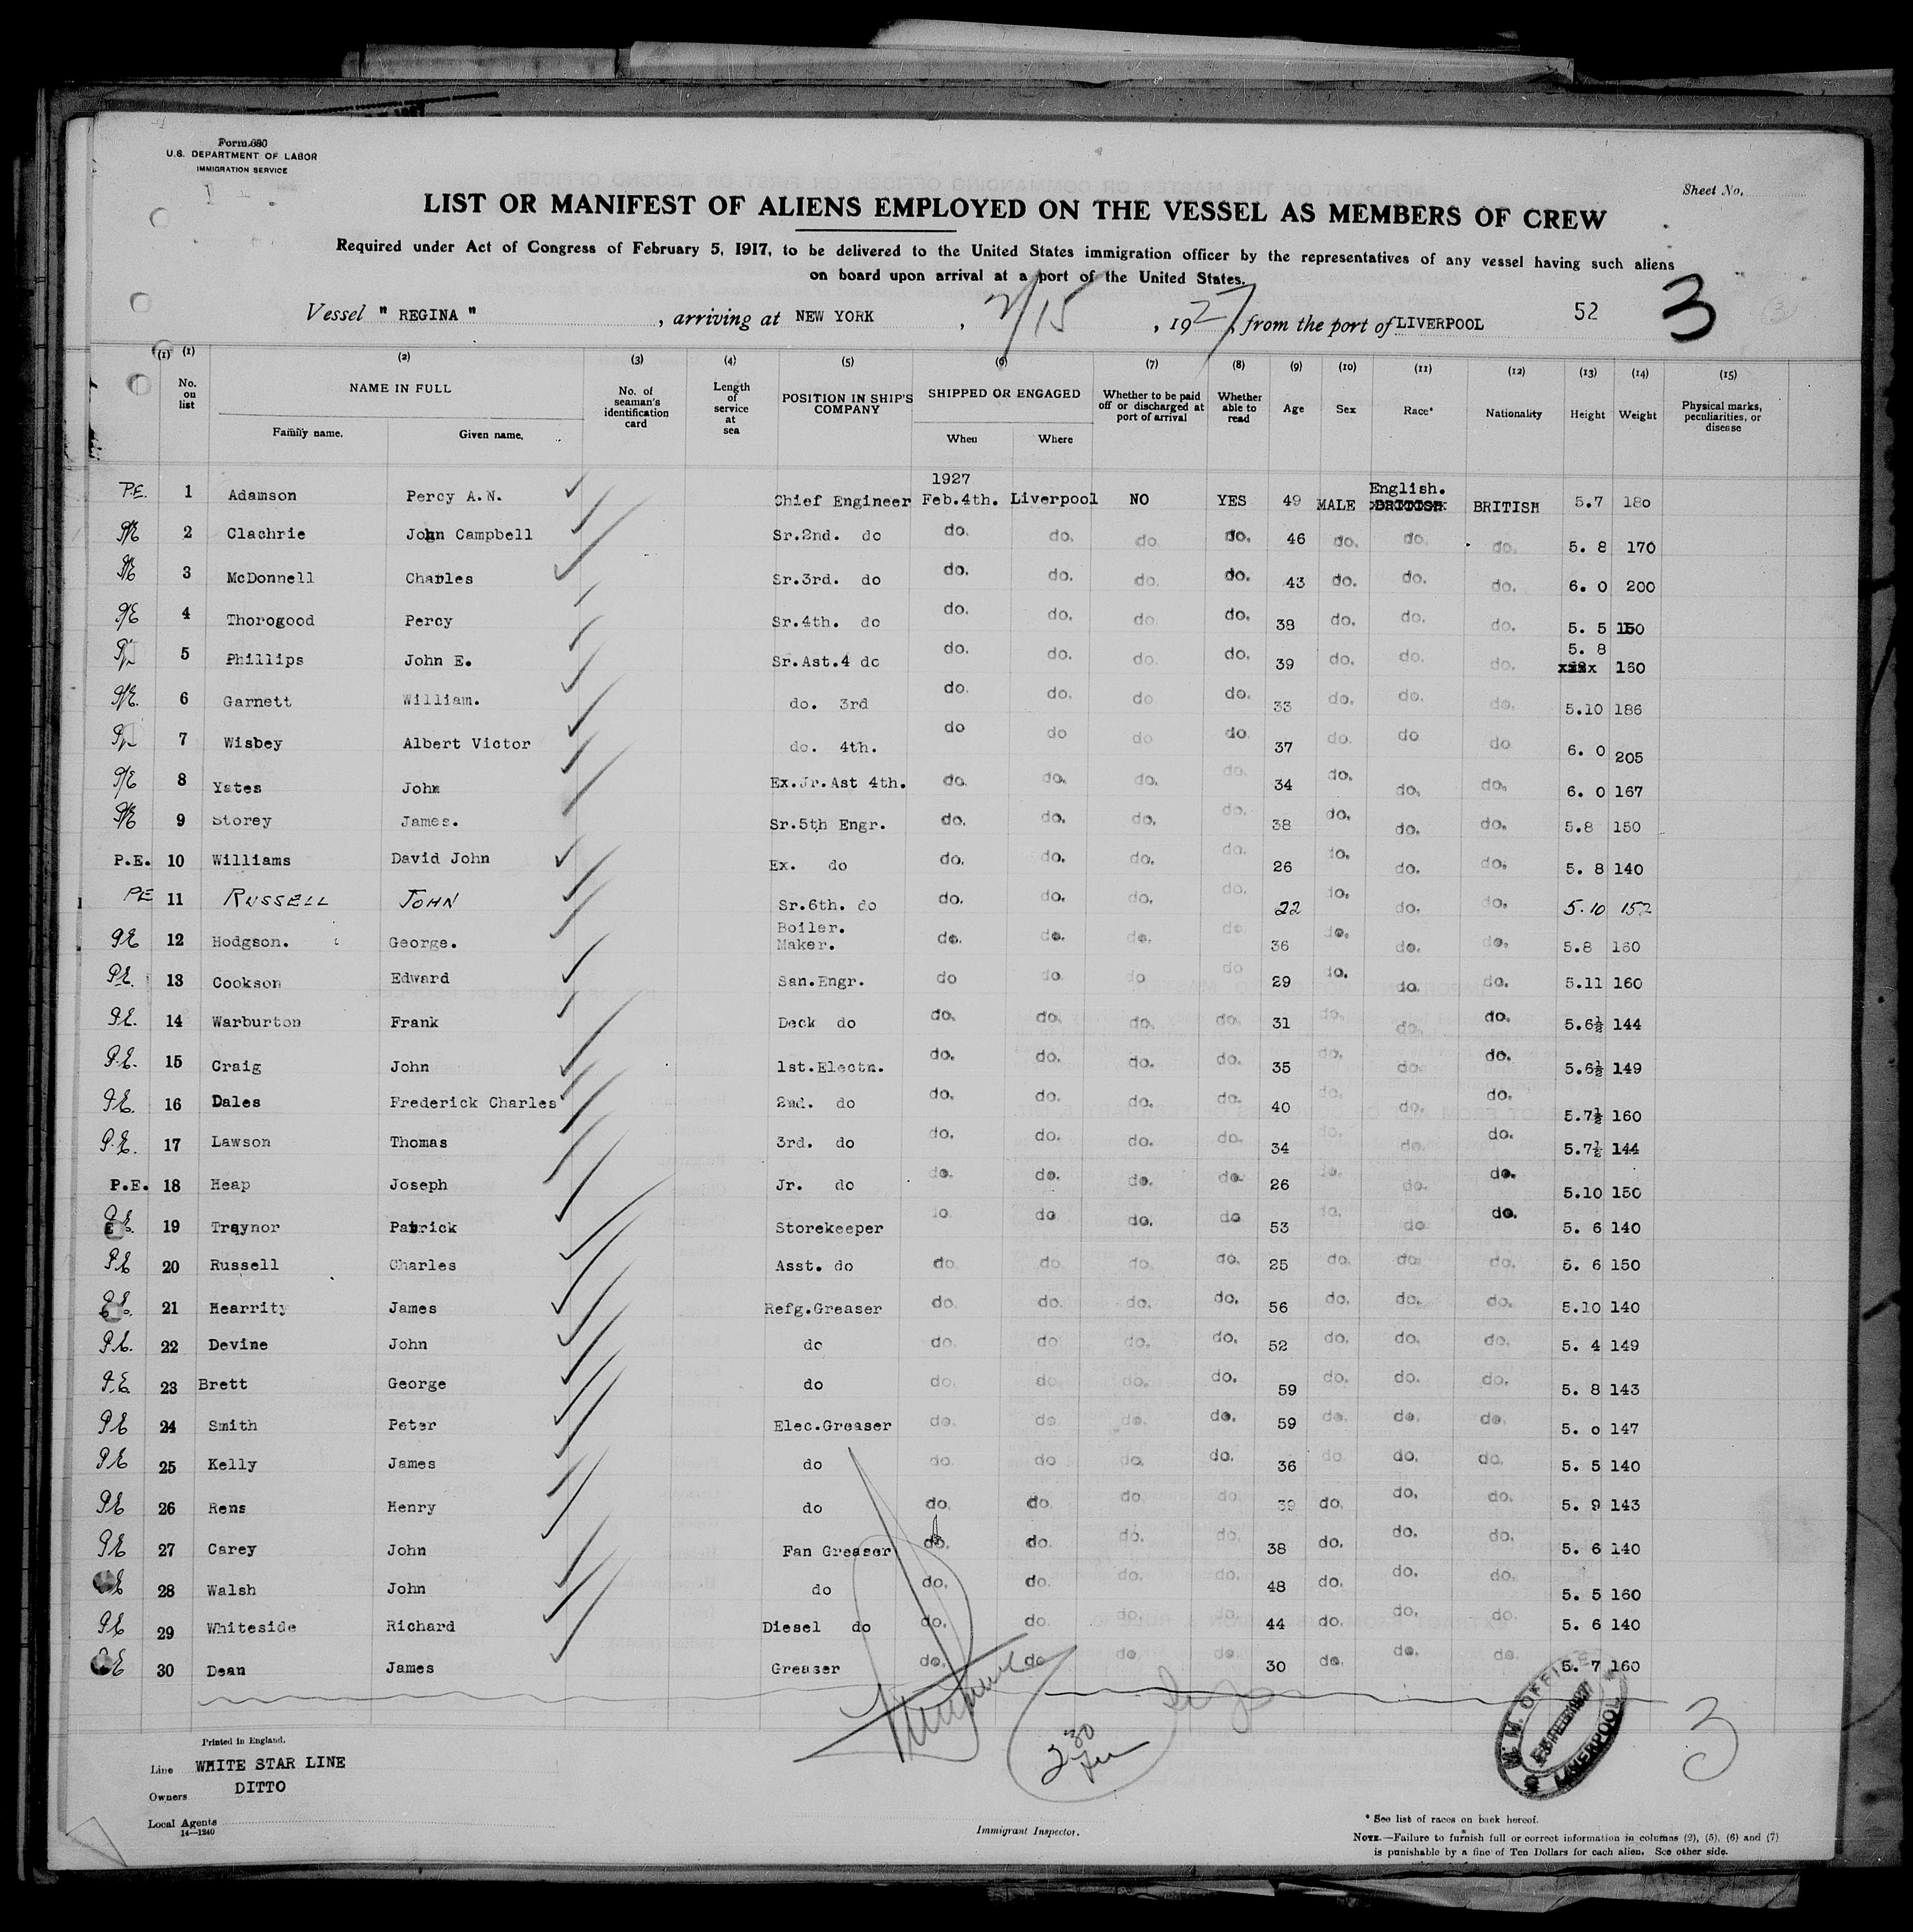 Form 680
U.S. DEPARTMENT OF LABOR
IMMIGRATION SERVICE
Sheet No.
LIST OR MANIFEST OF ALIENS EMPLOYED ON THE VESSEL AS MEMBERS OF CREW
Required under Act of Congress of February 5, 1917, to be delivered to the United States immigration officer by the representatives of any vessel having such aliens
on board upon arrival at a port of the United States.
Vessel " REGINA ", arriving at NEW YORK, 2/15, 1927, from the port of LIVERPOOL 52 3
(1) (1) (2) (3) (4) (5) (6) (7) (8) (9) (10) (11) (12) (13) (14) (15)
No. on list NAME IN FULL Family name. Given name. No. of seaman's identification card Length of service at sea POSITION IN SHIP'S COMPANY SHIPPED OR ENGAGED When Where Whether to be paid off or discharged at port of arrival Whether able to read Age Sex Race* Nationality Height Weight Physical marks, peculiarities, or disease
1927
P.E. 1 Adamson Percy A.N. Chief Engineer Feb.4th. Liverpool NO YES 49 MALE English. BRITISH BRITISH 5.7 180
P/E 2 Clachrie John Campbell Sr.2nd. do do. do. do do. 46 do. do. do. 5. 8 170
P/E 3 McDonnell Charles Sr.3rd. do do. do. do. do. 43 do. do. do. 6. 0 200
P/E 4 Thorogood Percy Sr.4th. do do. do. do. do. 38 do. do. do. 5. 5 150
5 Phillips John E. Sr.Ast.4 do do. do. do. do. 39 do. do. do. 5. 8 160
P/E. 6 Garnett William. do. 3rd do. do. do do. 33 do. do. do. 5.10 186
7 Wisbey Albert Victor do. 4th. do do do do. 37 do. do do 6. 0 205
P/E 8 Yates John Ex.Jr.Ast 4th. do. do. do. do. 34 do. do. do. 6. 0 167
P/E 9 Storey James. Sr.5th Engr. do. do. do. do. 38 do. do. do. 5.8 150
P.E. 10 Williams David John Ex. do do. do. do. do. 26 do. do. do. 5. 8 140
PE 11 RUSSELL JOHN Sr.6th. do do. do. do. do. 22 do. do. do. 5.10 152
PE 12 Hodgson. George. Boiler. Maker. do. do. do. do. 36 do. do. do. 5.8 160
P.E. 13 Cookson Edward San.Engr. do do. do do 29 do. do. do. 5.11 160
P.E. 14 Warburton Frank Deck do do. do. do. do. 31 do. do. do. 5.6½ 144
P.E. 15 Craig John 1st.Electn. do. do. do. do. 35 do. do. do. 5.6½ 149
P.E. 16 Dales Frederick Charles 2nd. do do. do. do. do. 40 do. do. do. 5.7½ 160
P.E. 17 Lawson Thomas 3rd. do do. do. do. do. 34 do. do. do. 5.7½ 144
P.E. 18 Heap Joseph Jr. do do. do. do. do. 26 do. do. do. 5.10 150
19 Traynor Patrick Storekeeper do. do do. do 53 do. do do. 5. 6 140
P.E 20 Russell Charles Asst. do do. do. do. do. 25 do. do. do. 5. 6 150
21 Hearrity James Refg.Greaser do. do. do. do. 56 do. do. do. 5.10 140
P.E. 22 Devine John do do. do do. do. 52 do. do. do. 5. 4 149
P.E. 23 Brett George do do. do. do. do. 59 do. do. do. 5. 8 143
PE 24 Smith Peter Elec.Greaser do. do. do. do. 59 do. do. do. 5. 0 147
PE 25 Kelly James do do. do do. do. 36 do do. do. 5. 5 140
PE 26 Rens Henry do do. do. do do. 39 do. do. do. 5. 9 143
PE 27 Carey John Fan Greaser do. do. do. do. 38 do. do. do. 5. 6 140
28 Walsh John do do. do. do. do. 48 do. do. do. 5. 5 160
PE 29 Whiteside Richard Diesel do do. do. do. do. 44 do. do. do. 5. 6 140
30 Dean James Greaser do. do do do. 30 do. do. do. 5. 7 160
Printed in England.
Line WHITE STAR LINE
Owners DITTO
Local Agents
14—1240
2 30
Immigrant Inspector.
M. M. OFFICE
LIVERPOOL
3
* See list of races on back hereof.
NOTE.—Failure to furnish full or correct information in columns (2), (5), (6) and (7)
is punishable by a fine of Ten Dollars for each alien. See other side.